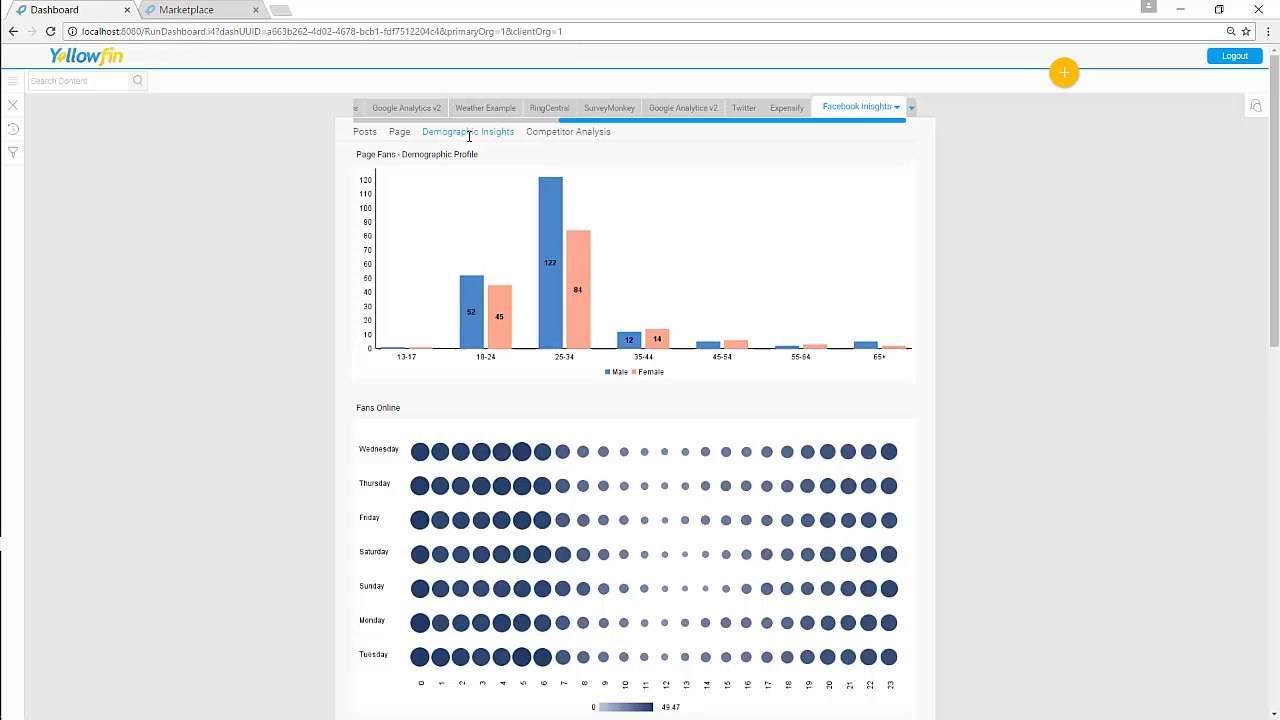 Dashboard
Marketplace
localhost:8080/RunDashboard.i4?dashUUID=a663b262-4d02-4678-bcb1-fdf7512204c4&primaryOrg=1&clientOrg=1
Yellowfin
Logout
Search Content
Google Analytics v2 Weather Example RingCentral SurveyMonkey Google Analytics v2 Twitter Expensify Facebook Insights
Posts Page Demographic Insights Competitor Analysis
Page Fans - Demographic Profile
120
110
100
90
80
70
60
50
40
30
20
10
0
122
84
52
45
12
14
13-17 18-24 25-34 35-44 45-54 55-64 65+
Male Female
Fans Online
Wednesday
Thursday
Friday
Saturday
Sunday
Monday
Tuesday
0 1 2 3 4 5 6 7 8 9 10 11 12 13 14 15 16 17 18 19 20 21 22 23
0 49.47